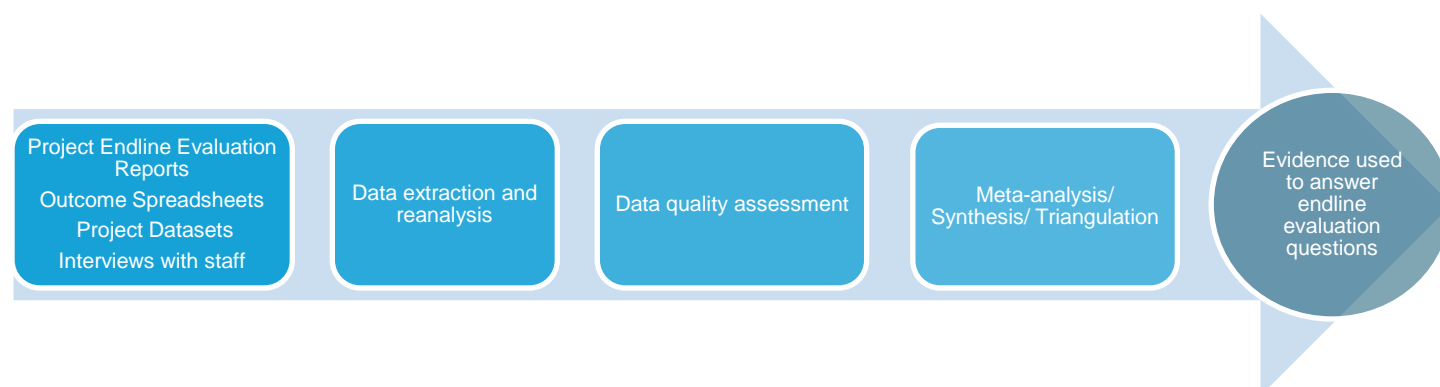 Project Endline Evaluation
Reports
Outcome Spreadsheets
Project Datasets
Interviews with staff
Data extraction and
reanalysis
Data quality assessment
Meta-analysis/
Synthesis/ Triangulation
Evidence used
to answer
endline
evaluation
questions